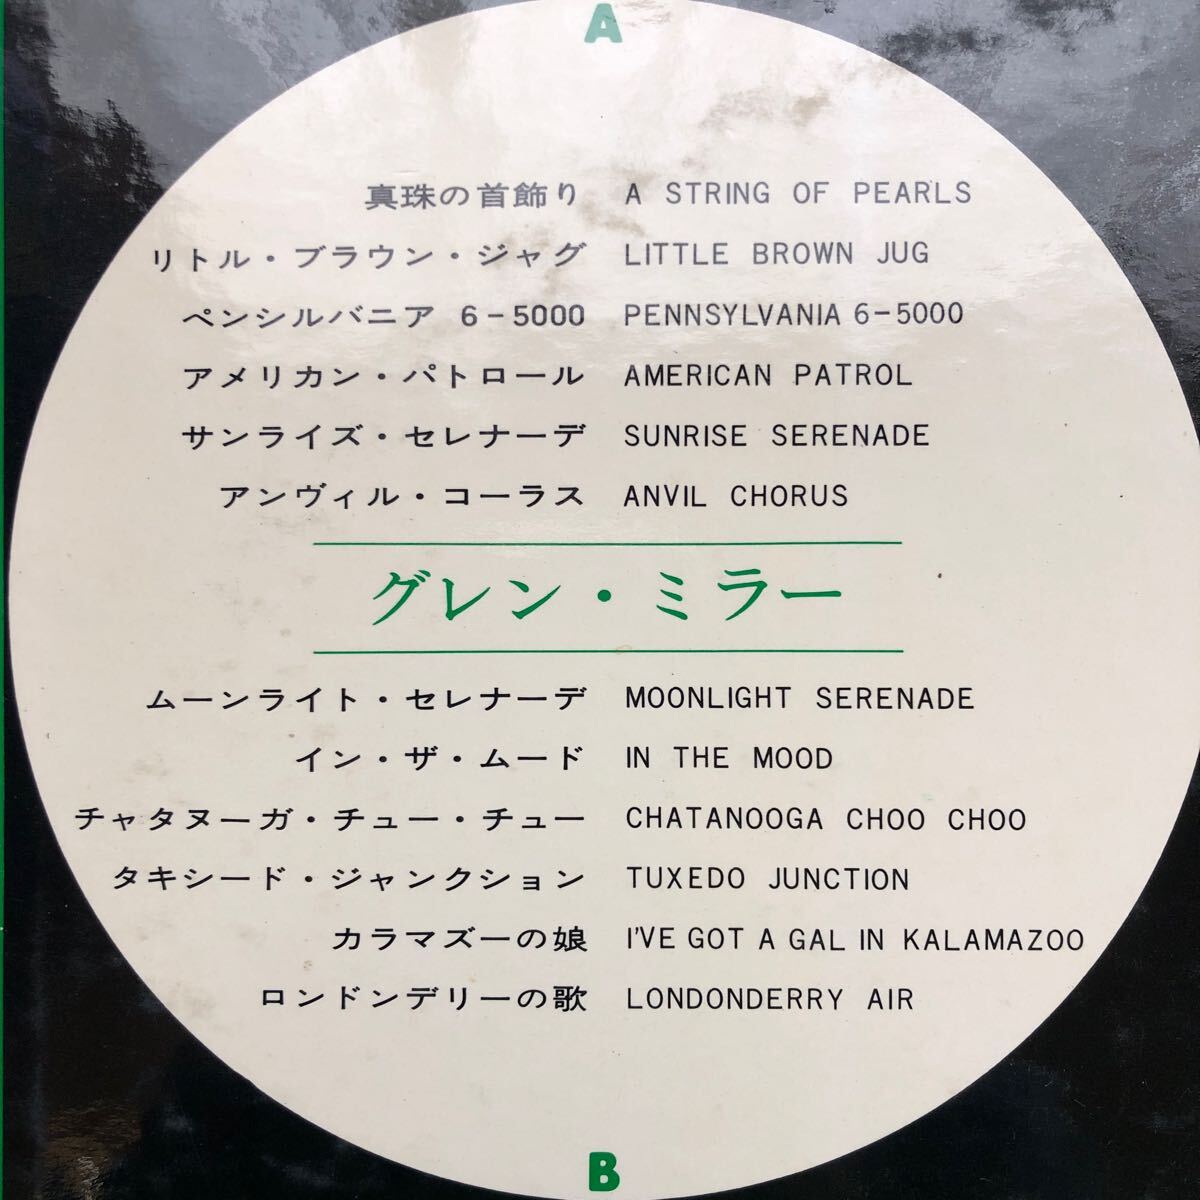 A
真珠の首飾り A STRING OF PEARLS
リトル・ブラウン・ジャグ LITTLE BROWN JUG
ペンシルバニア 6-5000 PENNSYLVANIA 6-5000
アメリカン・パトロール AMERICAN PATROL
サンライズ・セレナーデ SUNRISE SERENADE
アンヴィル・コーラス ANVIL CHORUS
グレン・ミラー
ムーンライト・セレナーデ MOONLIGHT SERENADE
イン・ザ・ムード IN THE MOOD
チャタヌーガ・チュー・チュー CHATANOOGA CHOO CHOO
タキシード・ジャンクション TUXEDO JUNCTION
カラマズーの娘 I'VE GOT A GAL IN KALAMAZOO
ロンドンデリーの歌 LONDONDERRY AIR
B